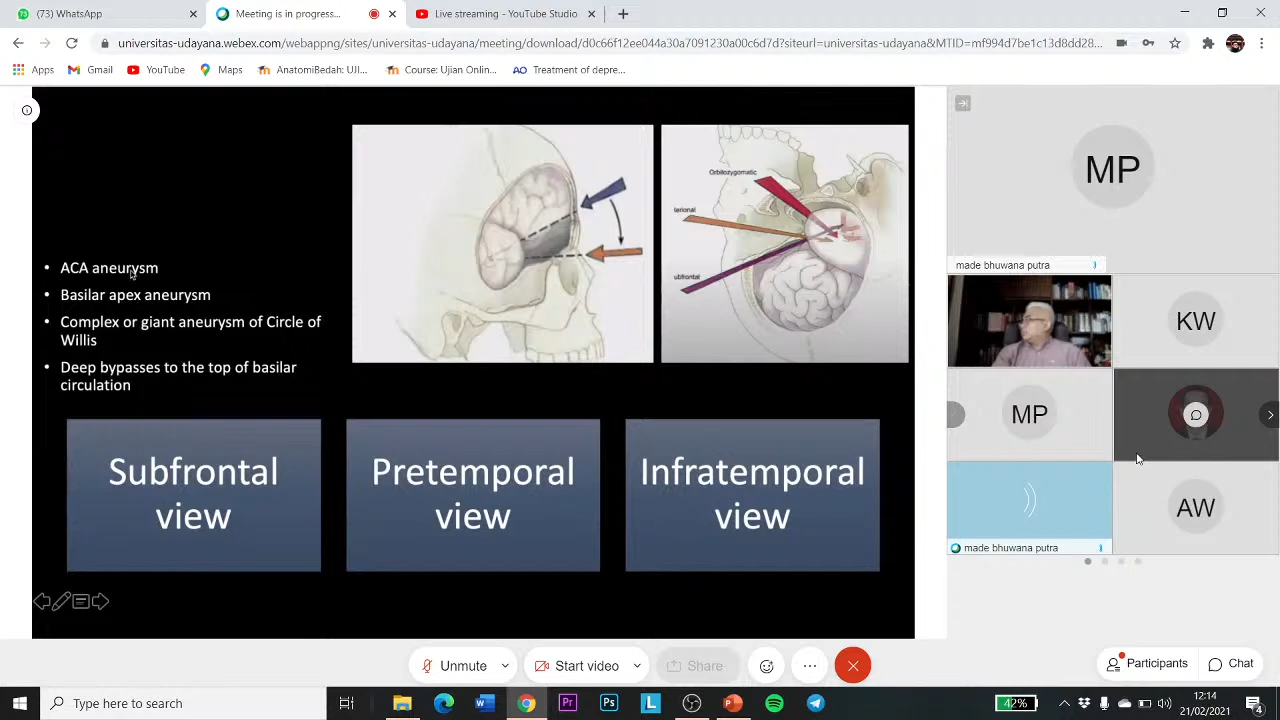 (73) WhatsApp
Meeting is in progress...
Live streaming - YouTube Studio
universitas-udayana.webex.com/webappng/sites/universitas-udayana/meeting/download/d0c66f12ee044a30a7091230a00c6d7d?siteurl=universitas-udayana&MTID=mf994d7be1c13d8dd28...
Apps
Gmail
YouTube
Maps
AnatomiBedah: UJI...
Course: Ujian Onlin...
Treatment of depre...
• ACA aneurysm
• Basilar apex aneurysm
• Complex or giant aneurysm of Circle of
Willis
• Deep bypasses to the top of basilar
circulation
Orbitozygomatic
terional
ubfrontal
Subfrontal
view
Pretemporal
view
Infratemporal
view
MP
made bhuwana putra
KW
MP
AW
made bhuwana putra
Unmute
Start video
Share
Participants
Chat
Type here to search
42%
12:14
21/02/2021